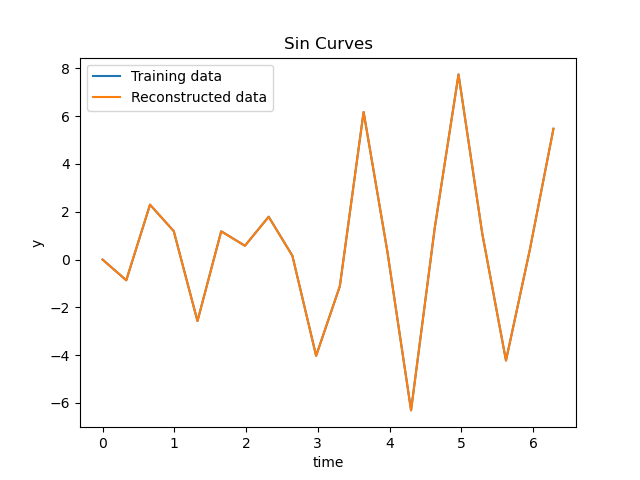 Sin Curves
Training data
Reconstructed data
8
6
4
2
0
−2
−4
−6
y
0 1 2 3 4 5 6
time